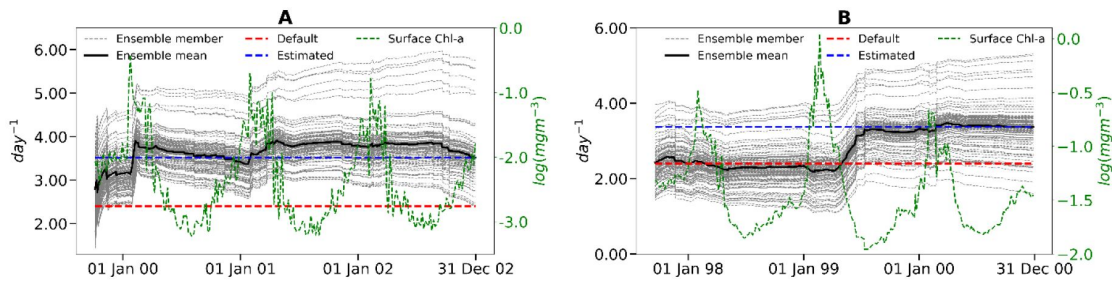 A
Ensemble member
Ensemble mean
Default
Estimated
Surface Chl-a
6.00
5.00
4.00
3.00
2.00
day⁻¹
0.0
−1.0
−2.0
−3.0
log(mgm⁻³)
01 Jan 00
01 Jan 01
01 Jan 02
31 Dec 02
B
Ensemble member
Ensemble mean
Default
Estimated
Surface Chl-a
6.00
4.00
2.00
0.00
day⁻¹
0.0
−0.5
−1.0
−1.5
−2.0
log(mgm⁻³)
01 Jan 98
01 Jan 99
01 Jan 00
31 Dec 00